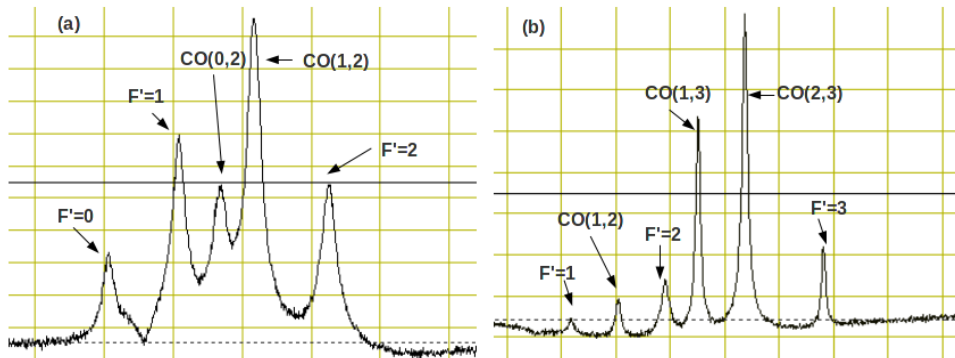 (a)
CO(0,2)
CO(1,2)
F'=1
F'=2
F'=0
(b)
CO(1,3)
CO(2,3)
CO(1,2)
F'=2
F'=3
F'=1